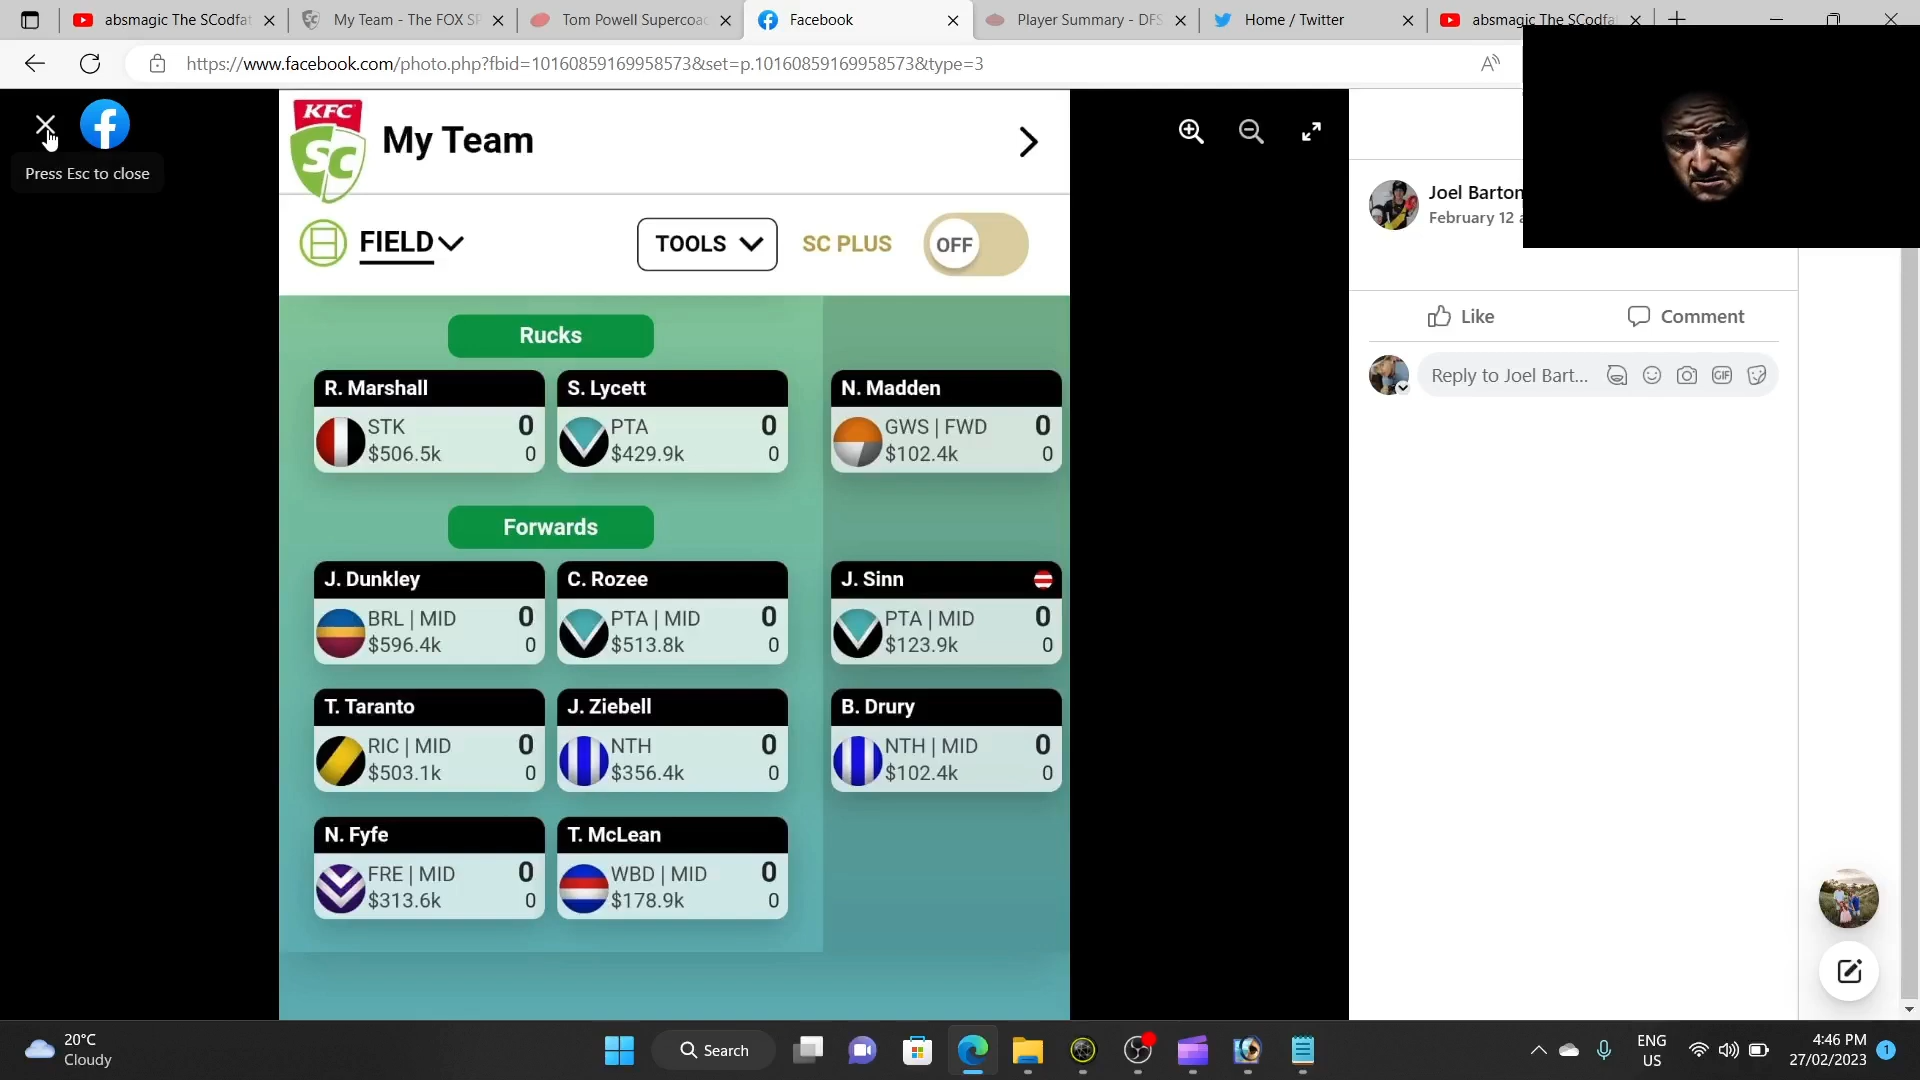 absmagic The SCodfa
My Team - The FOX SP
Tom Powell Supercoac
Facebook
Player Summary - DFS
Home / Twitter
absmagic The SCodfa
https://www.facebook.com/photo.php?fbid=10160859169958573&set=p.10160859169958573&type=3
Press Esc to close
KFC
SC
My Team
FIELD
TOOLS
SC PLUS
OFF
Rucks
R. Marshall
STK 0
$506.5k 0
S. Lycett
PTA 0
$429.9k 0
N. Madden
GWS | FWD 0
$102.4k 0
Forwards
J. Dunkley
BRL | MID 0
$596.4k 0
C. Rozee
PTA | MID 0
$513.8k 0
J. Sinn
PTA | MID 0
$123.9k 0
T. Taranto
RIC | MID 0
$503.1k 0
J. Ziebell
NTH 0
$356.4k 0
B. Drury
NTH | MID 0
$102.4k 0
N. Fyfe
FRE | MID 0
$313.6k 0
T. McLean
WBD | MID 0
$178.9k 0
Joel Barton
February 12 a
Like
Comment
Reply to Joel Bart...
GIF
20°C
Cloudy
Search
ENG
US
4:46 PM
27/02/2023
1